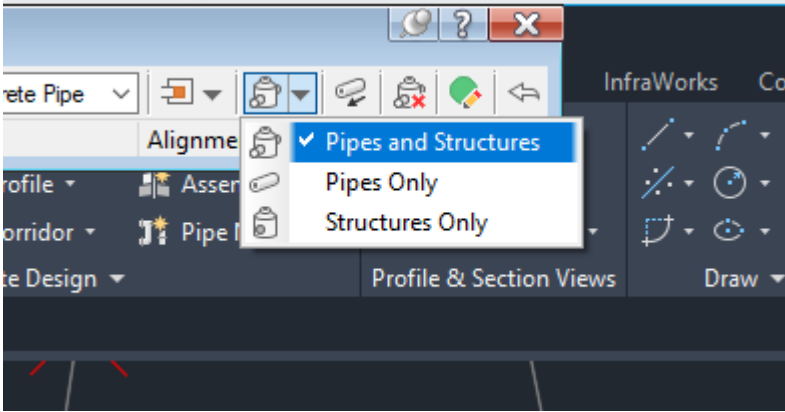 ?
rete Pipe
InfraWorks Co
Alignme
Pipes and Structures
Pipes Only
Structures Only
rofile Assem
orridor Pipe N
te Design
Profile & Section Views
Draw